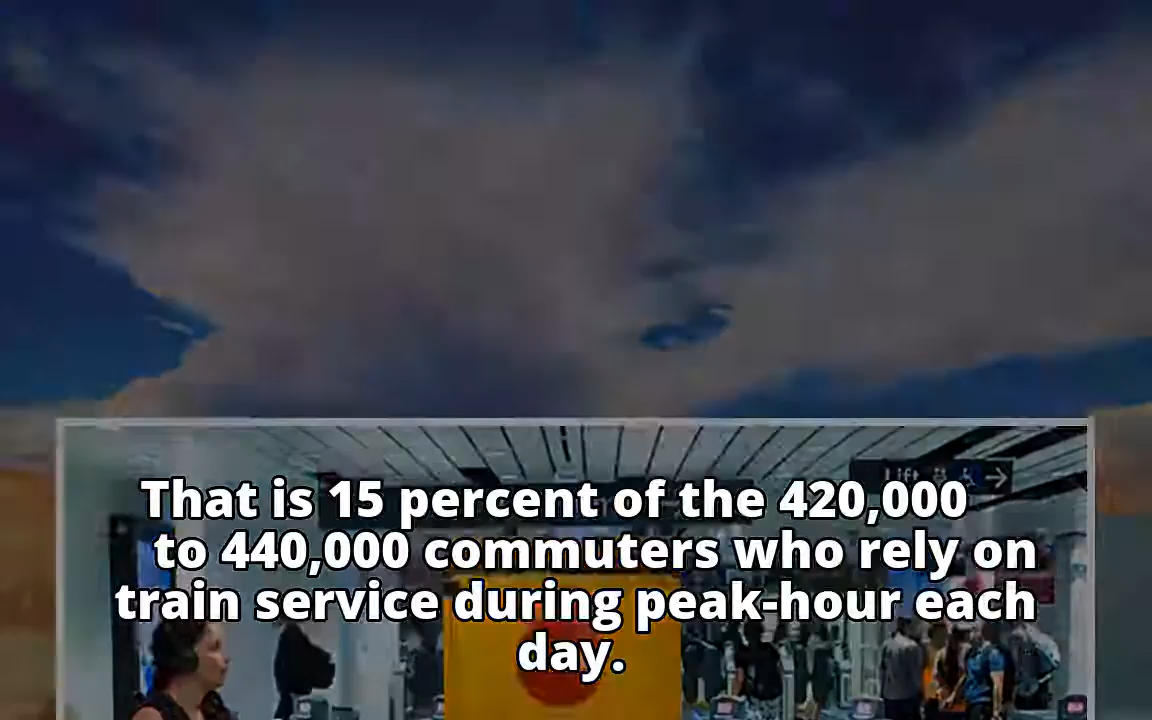 Lift
That is 15 percent of the 420,000
to 440,000 commuters who rely on
train service during peak-hour each
day.